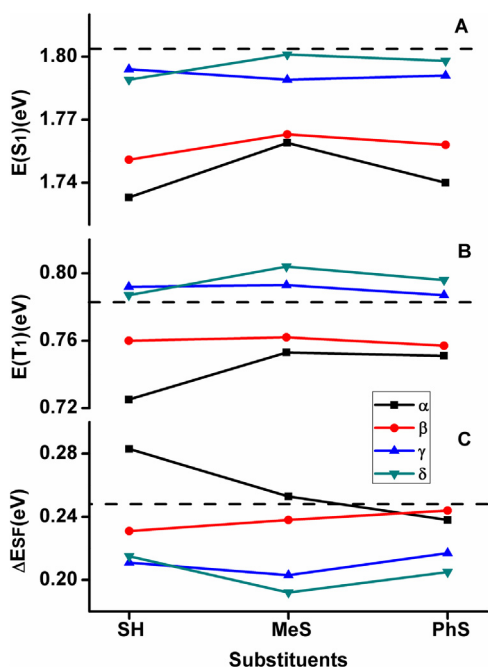 A
E(S1)(eV)
1.80
1.77
1.74
B
E(T1)(eV)
0.80
0.76
0.72
α
β
γ
δ
C
ΔESF(eV)
0.28
0.24
0.20
SH MeS PhS
Substituents